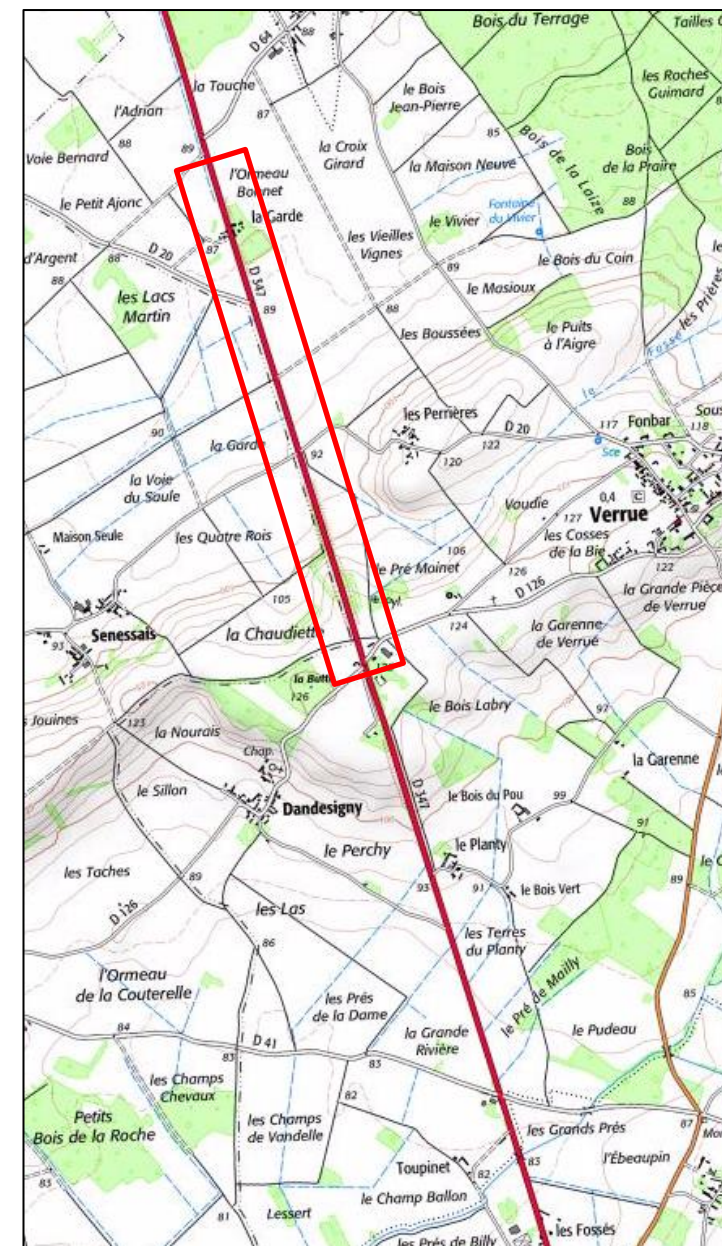 Bois du Terrage
Tailles
D 64
88
la Touche
les Roches
Guimard
le Bois
Jean-Pierre
l'Adrian
87
85
88
89
la Croix
Girard
Bois de la Laize
Bois
de la Praire
Voie Bernard
la Maison Neuve
l'Ormeau
Bonnet
88
le Petit Ajonc
Fontaine
du Vivier
la Garde
le Vivier
les Vieilles
Vignes
d'Argent
D 20
87
le Bois du Coin
88
89
D 347
le Masioux
les Prières
les Lacs
Martin
89
88
les Boussées
le Puits
à l'Aigre
Fosse
la
les Perrières
D 20
117
Fonbar
Sous
118
90
la Garde
92
122
Sce
120
la Voie
du Saule
Vaudie
0,4
C
Verrue
Maison Seule
les Quatre Rois
127
les Cosses
de la Bie
106
le Pré Moinet
126
122
105
D 126
la Grande Pièce
de Verrue
Pyl
93
Senessais
la Chaudiette
124
la Garenne
de Verrue
la Butte
126
le Bois Labry
Jouines
123
97
la Nourais
Chap.
la Garenne
D 347
le Sillon
le Bois du Pou
99
Dandesigny
91
le Planty
le Perchy
les Taches
89
93
91
le Bois Vert
89
D 126
les Las
les Terres
du Planty
86
l'Ormeau
de la Couterelle
le Pré de Mailly
85
les Prés
de la Dame
la Grande
Rivière
le Pudeau
84
D 41
83
83
les Champs
Chevaux
82
Petits
Bois de la Roche
les Champs
de Vandelle
les Grands Prés
87
Toupinet
83
l'Ébeaupin
83
82
le Champ Ballon
81
Lessert
les Fossés
les Prés de Billy